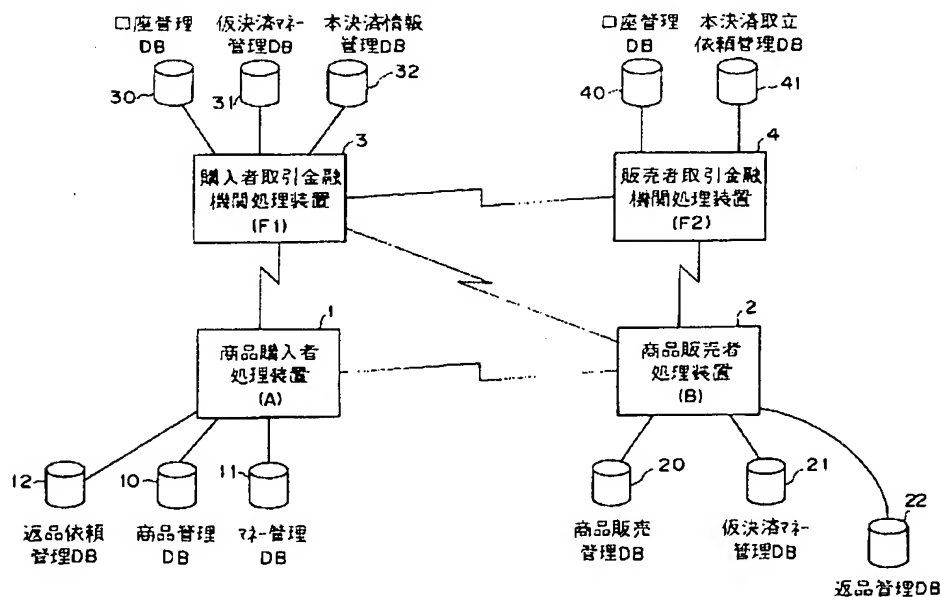 口座管理
DB
仮決済マネー
管理DB
本決済情報
管理DB
口座管理
DB
本決済取立
依頼管理DB
30
31
32
40
41
3
購入者取引金融
機関処理装置
(F1)
4
販売者取引金融
機関処理装置
(F2)
1
商品購入者
処理装置
(A)
2
商品販売者
処理装置
(B)
12
10
11
20
21
22
返品依頼
管理DB
商品管理
DB
マネー管理
DB
商品販売
管理DB
仮決済マネー
管理DB
返品管理DB